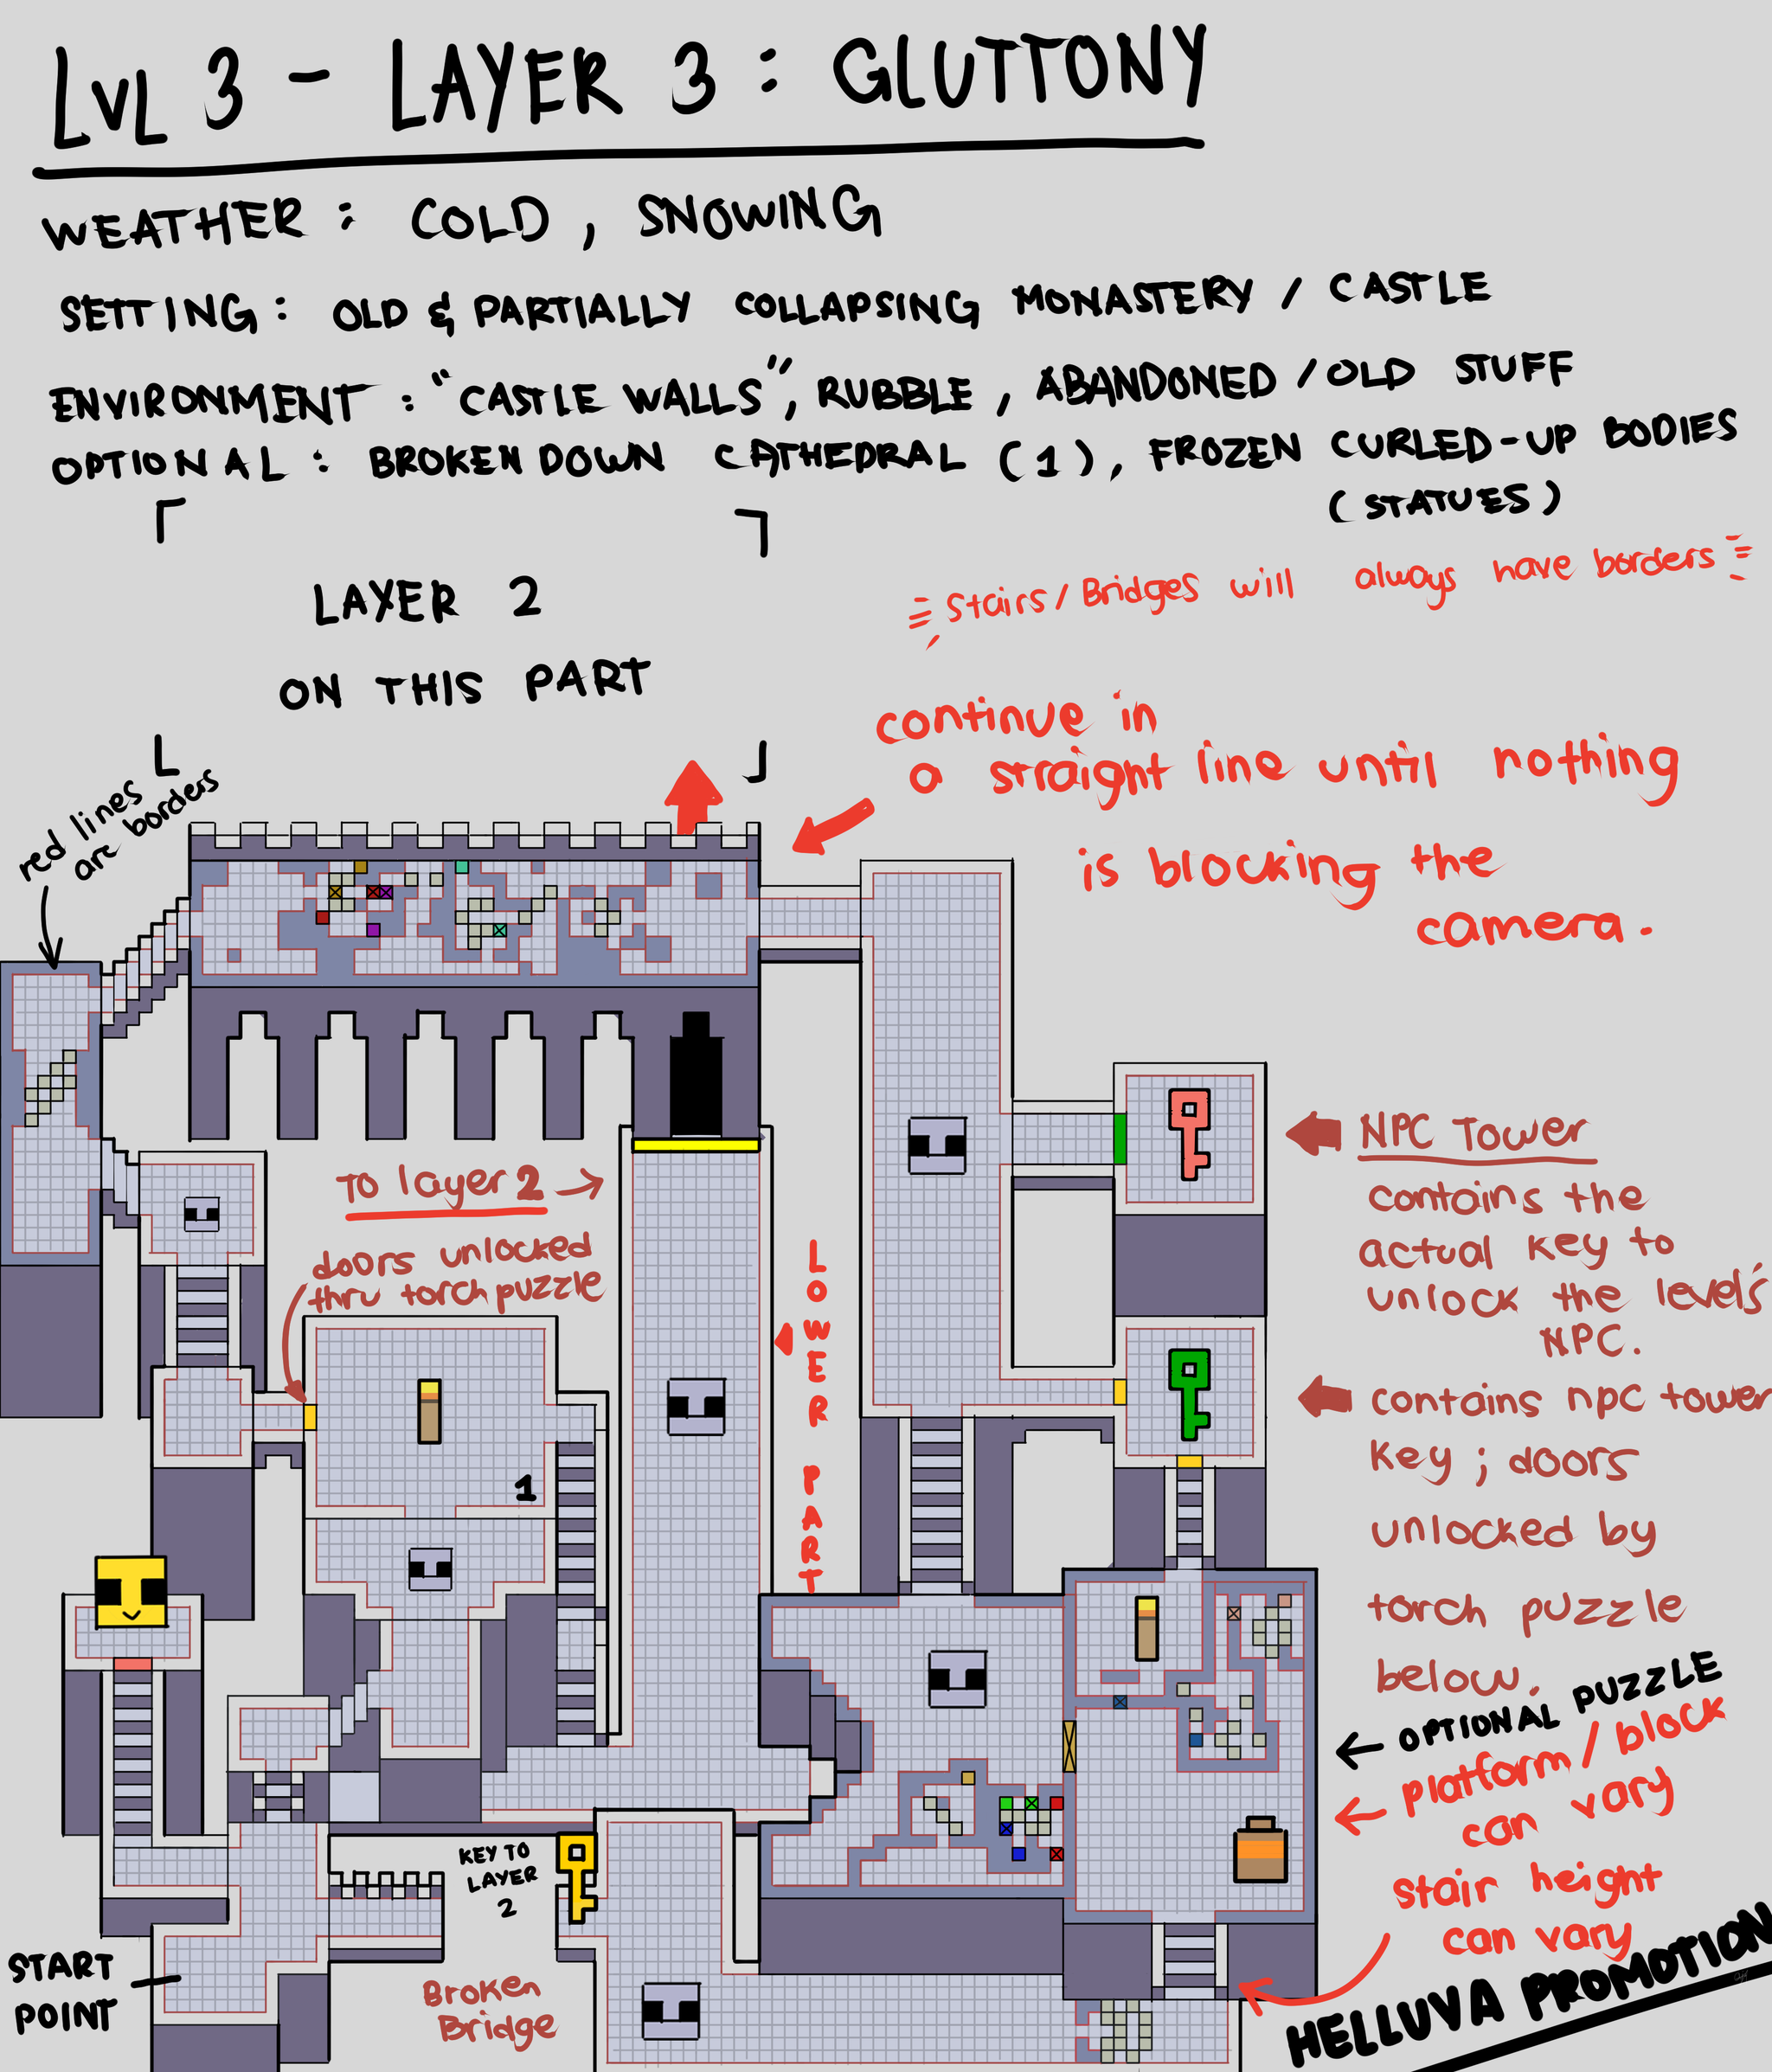 LVL 3 - LAYER 3 : GLUTTONY
WEATHER : COLD , SNOWING
SETTING : OLD & PARTIALLY COLLAPSING MONASTERY / CASTLE
ENVIRONMENT : "CASTLE WALLS", RUBBLE , ABANDONED / OLD STUFF
OPTIONAL : BROKEN DOWN CATHEDRAL (1), FROZEN CURLED-UP BODIES
(STATUES)
LAYER 2
ON THIS PART
Stairs / Bridges will always have borders
continue in
a straight line until nothing
is blocking the
camera.
red lines
are borders
TO layer 2
doors unlocked
thru torch puzzle
LOWER PART
1
NPC TOWER
contains the
actual key to
unlock the level's
NPC.
contains npc tower
key ; doors
unlocked by
torch puzzle
below.
OPTIONAL PUZZLE
platform / block
can vary
stair height
can vary
KEY TO
LAYER
2
START
POINT
Broken
Bridge
HELLUVA PROMOTION